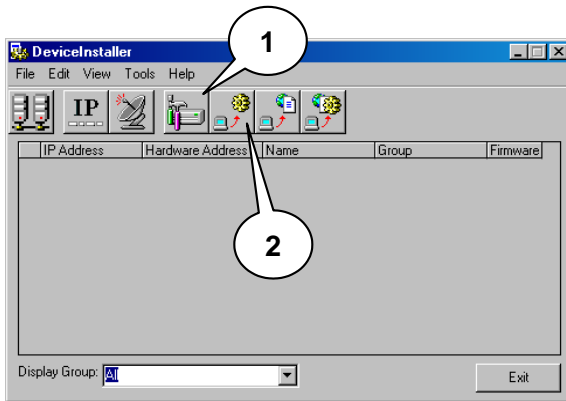 1
DeviceInstaller
File Edit View Tools Help
IP
IP Address Hardware Address Name Group Firmware
2
Display Group: All
Exit